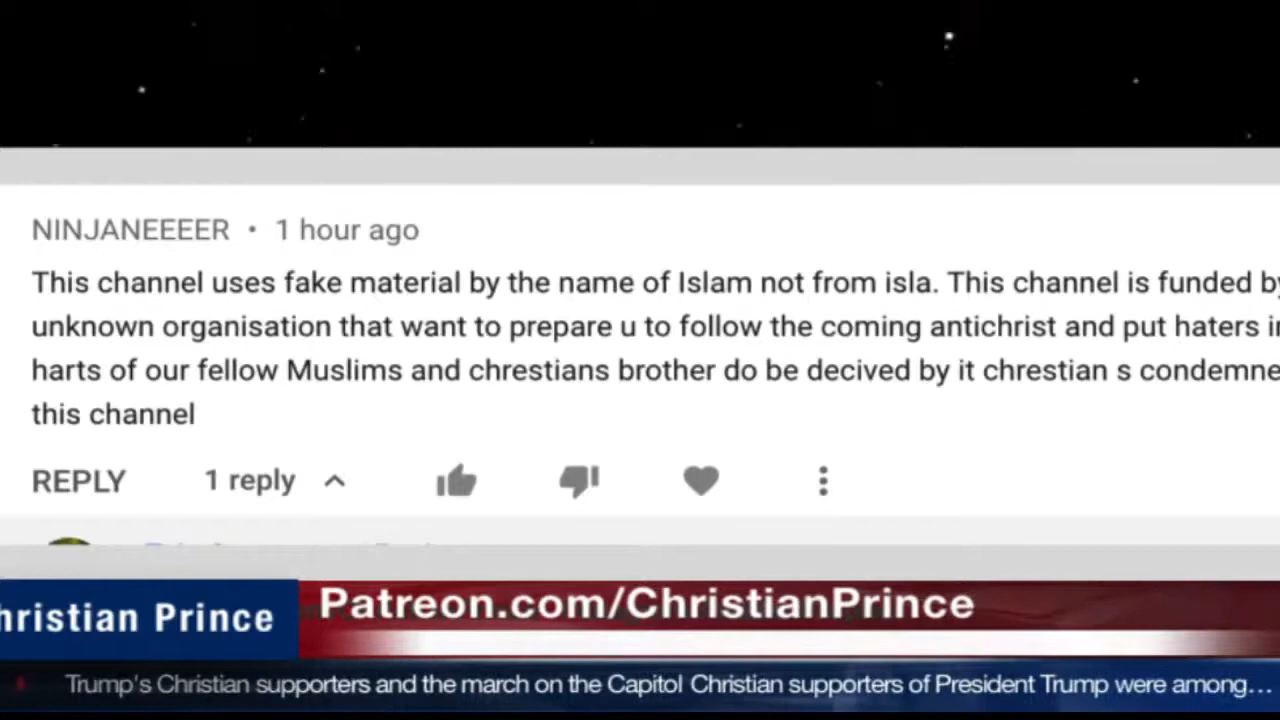 NINJANEEEER • 1 hour ago
This channel uses fake material by the name of Islam not from isla. This channel is funded by
unknown organisation that want to prepare u to follow the coming antichrist and put haters in
harts of our fellow Muslims and chrestians brother do be decived by it chrestian s condemne
this channel
REPLY 1 reply
hristian Prince
Patreon.com/ChristianPrince
Trump's Christian supporters and the march on the Capitol Christian supporters of President Trump were among...